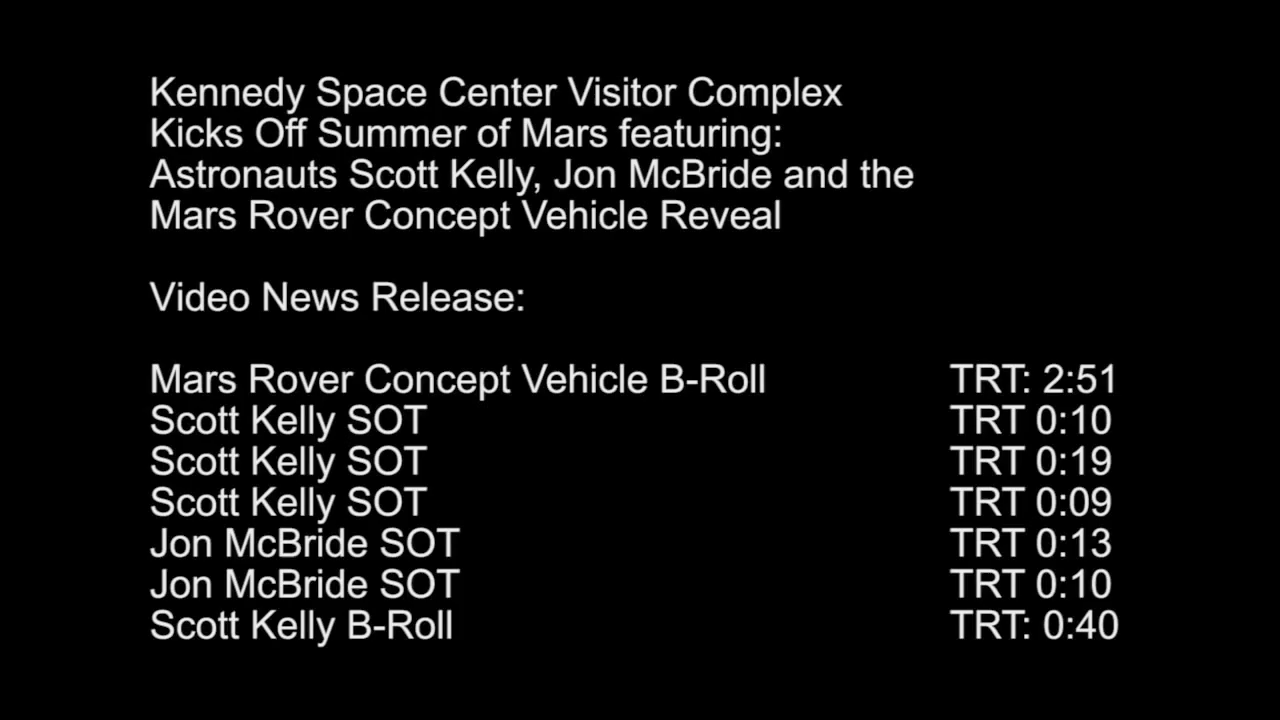 Kennedy Space Center Visitor Complex
Kicks Off Summer of Mars featuring:
Astronauts Scott Kelly, Jon McBride and the
Mars Rover Concept Vehicle Reveal
Video News Release:
Mars Rover Concept Vehicle B-Roll TRT: 2:51
Scott Kelly SOT TRT 0:10
Scott Kelly SOT TRT 0:19
Scott Kelly SOT TRT 0:09
Jon McBride SOT TRT 0:13
Jon McBride SOT TRT 0:10
Scott Kelly B-Roll TRT: 0:40